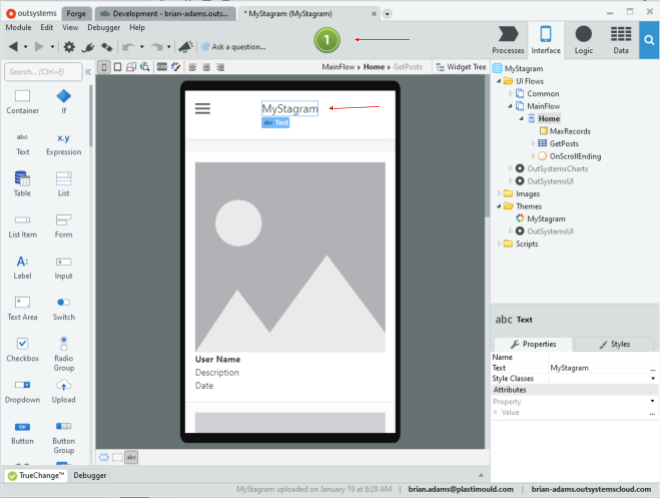 outsystems
Forge
Development - brian-adams.outs...
* MyStagram (MyStagram)
Module Edit View Debugger Help
Ask a question...
1
Processes
Interface
Logic
Data
Search... (Ctrl+E)
MainFlow ▸ Home ▸ GetPosts
Widget Tree
Container
If
abc
Text
x.y
Expression
Table
List
List Item
Form
A:
Label
Input
Text Area
Switch
Checkbox
Radio
Group
Dropdown
Upload
OK
Button
Button
Group
MyStagram
abc Text
User Name
Description
Date
abc
MyStagram
UI Flows
Common
MainFlow
Home
MaxRecords
GetPosts
OnScrollEnding
OutSystemsCharts
OutSystemsUI
Images
Themes
MyStagram
OutSystemsUI
Scripts
abc Text
Properties
Styles
Name
Text MyStagram ...
Style Classes
Attributes
Property
= Value ...
TrueChange™
Debugger
MyStagram uploaded on January 19 at 8:29 AM | brian.adams@plastimould.com | brian-adams.outsystemscloud.com